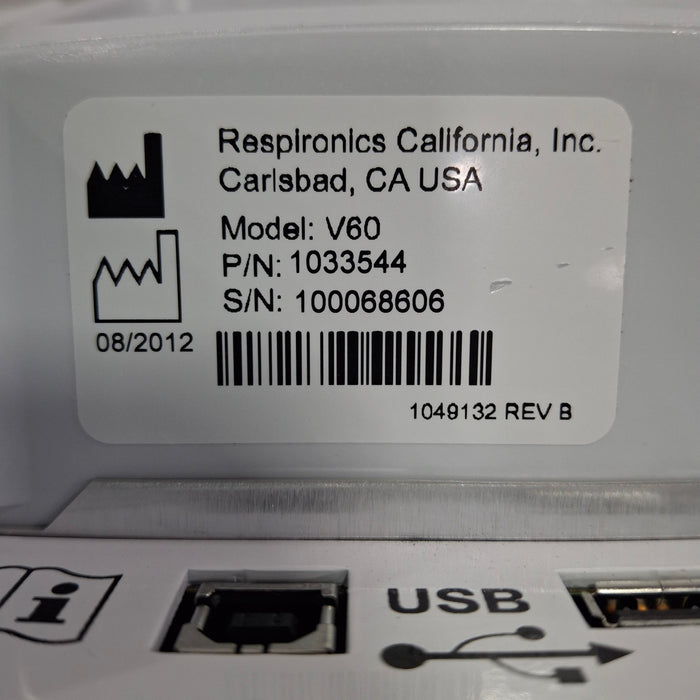 Respironics California, Inc.
Carlsbad, CA USA
Model: V60
P/N: 1033544
S/N: 100068606
08/2012
1049132 REV B
i
USB